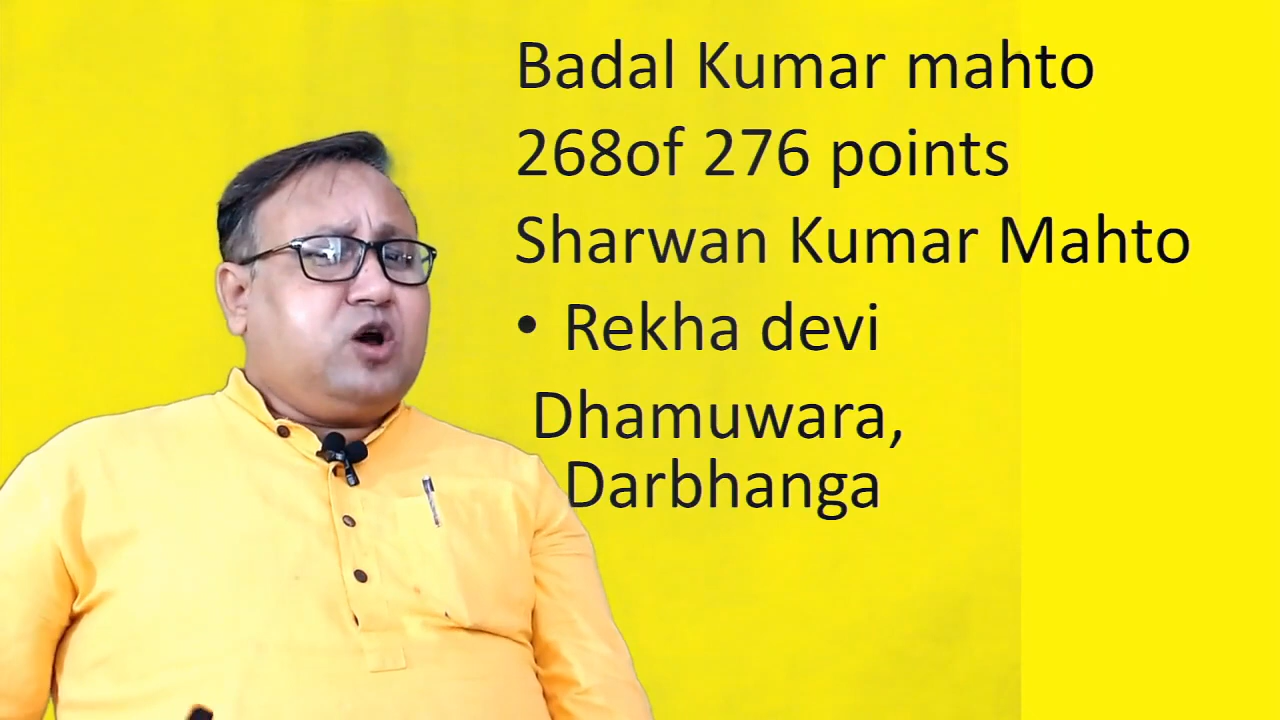 Badal Kumar mahto
268of 276 points
Sharwan Kumar Mahto
• Rekha devi
Dhamuwara,
Darbhanga